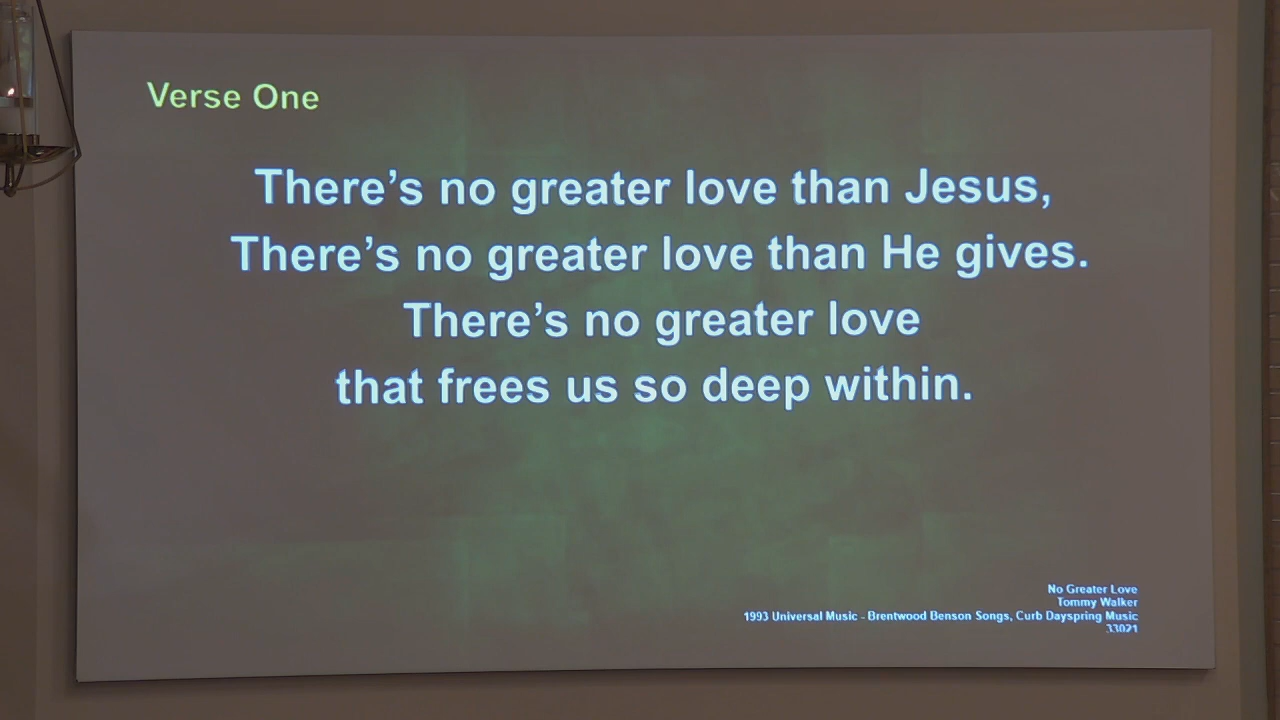 Verse One
There’s no greater love than Jesus,
There’s no greater love than He gives.
There’s no greater love
that frees us so deep within.
No Greater Love
Tommy Walker
1993 Universal Music - Brentwood Benson Songs, Curb Dayspring Music
33021